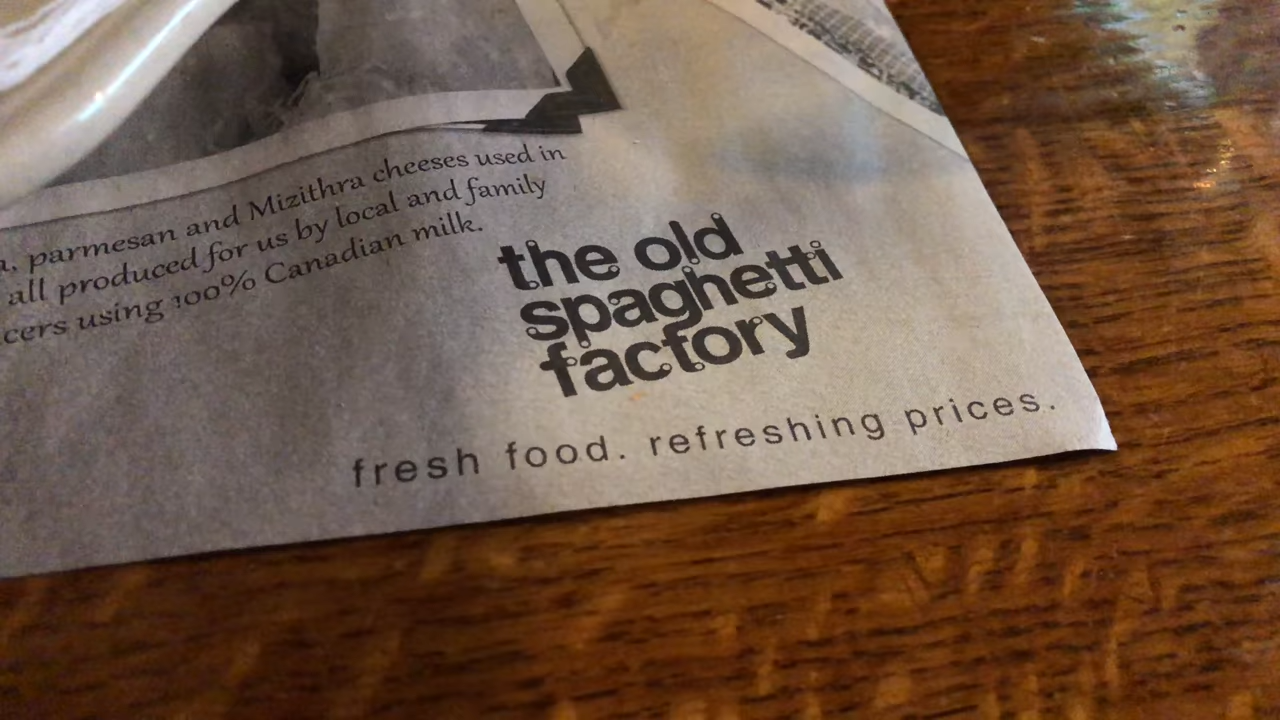 parmesan and Mizithra cheeses used in
all produced for us by local and family
using 100% Canadian milk.
the old
spaghetti
factory
fresh food. refreshing prices.